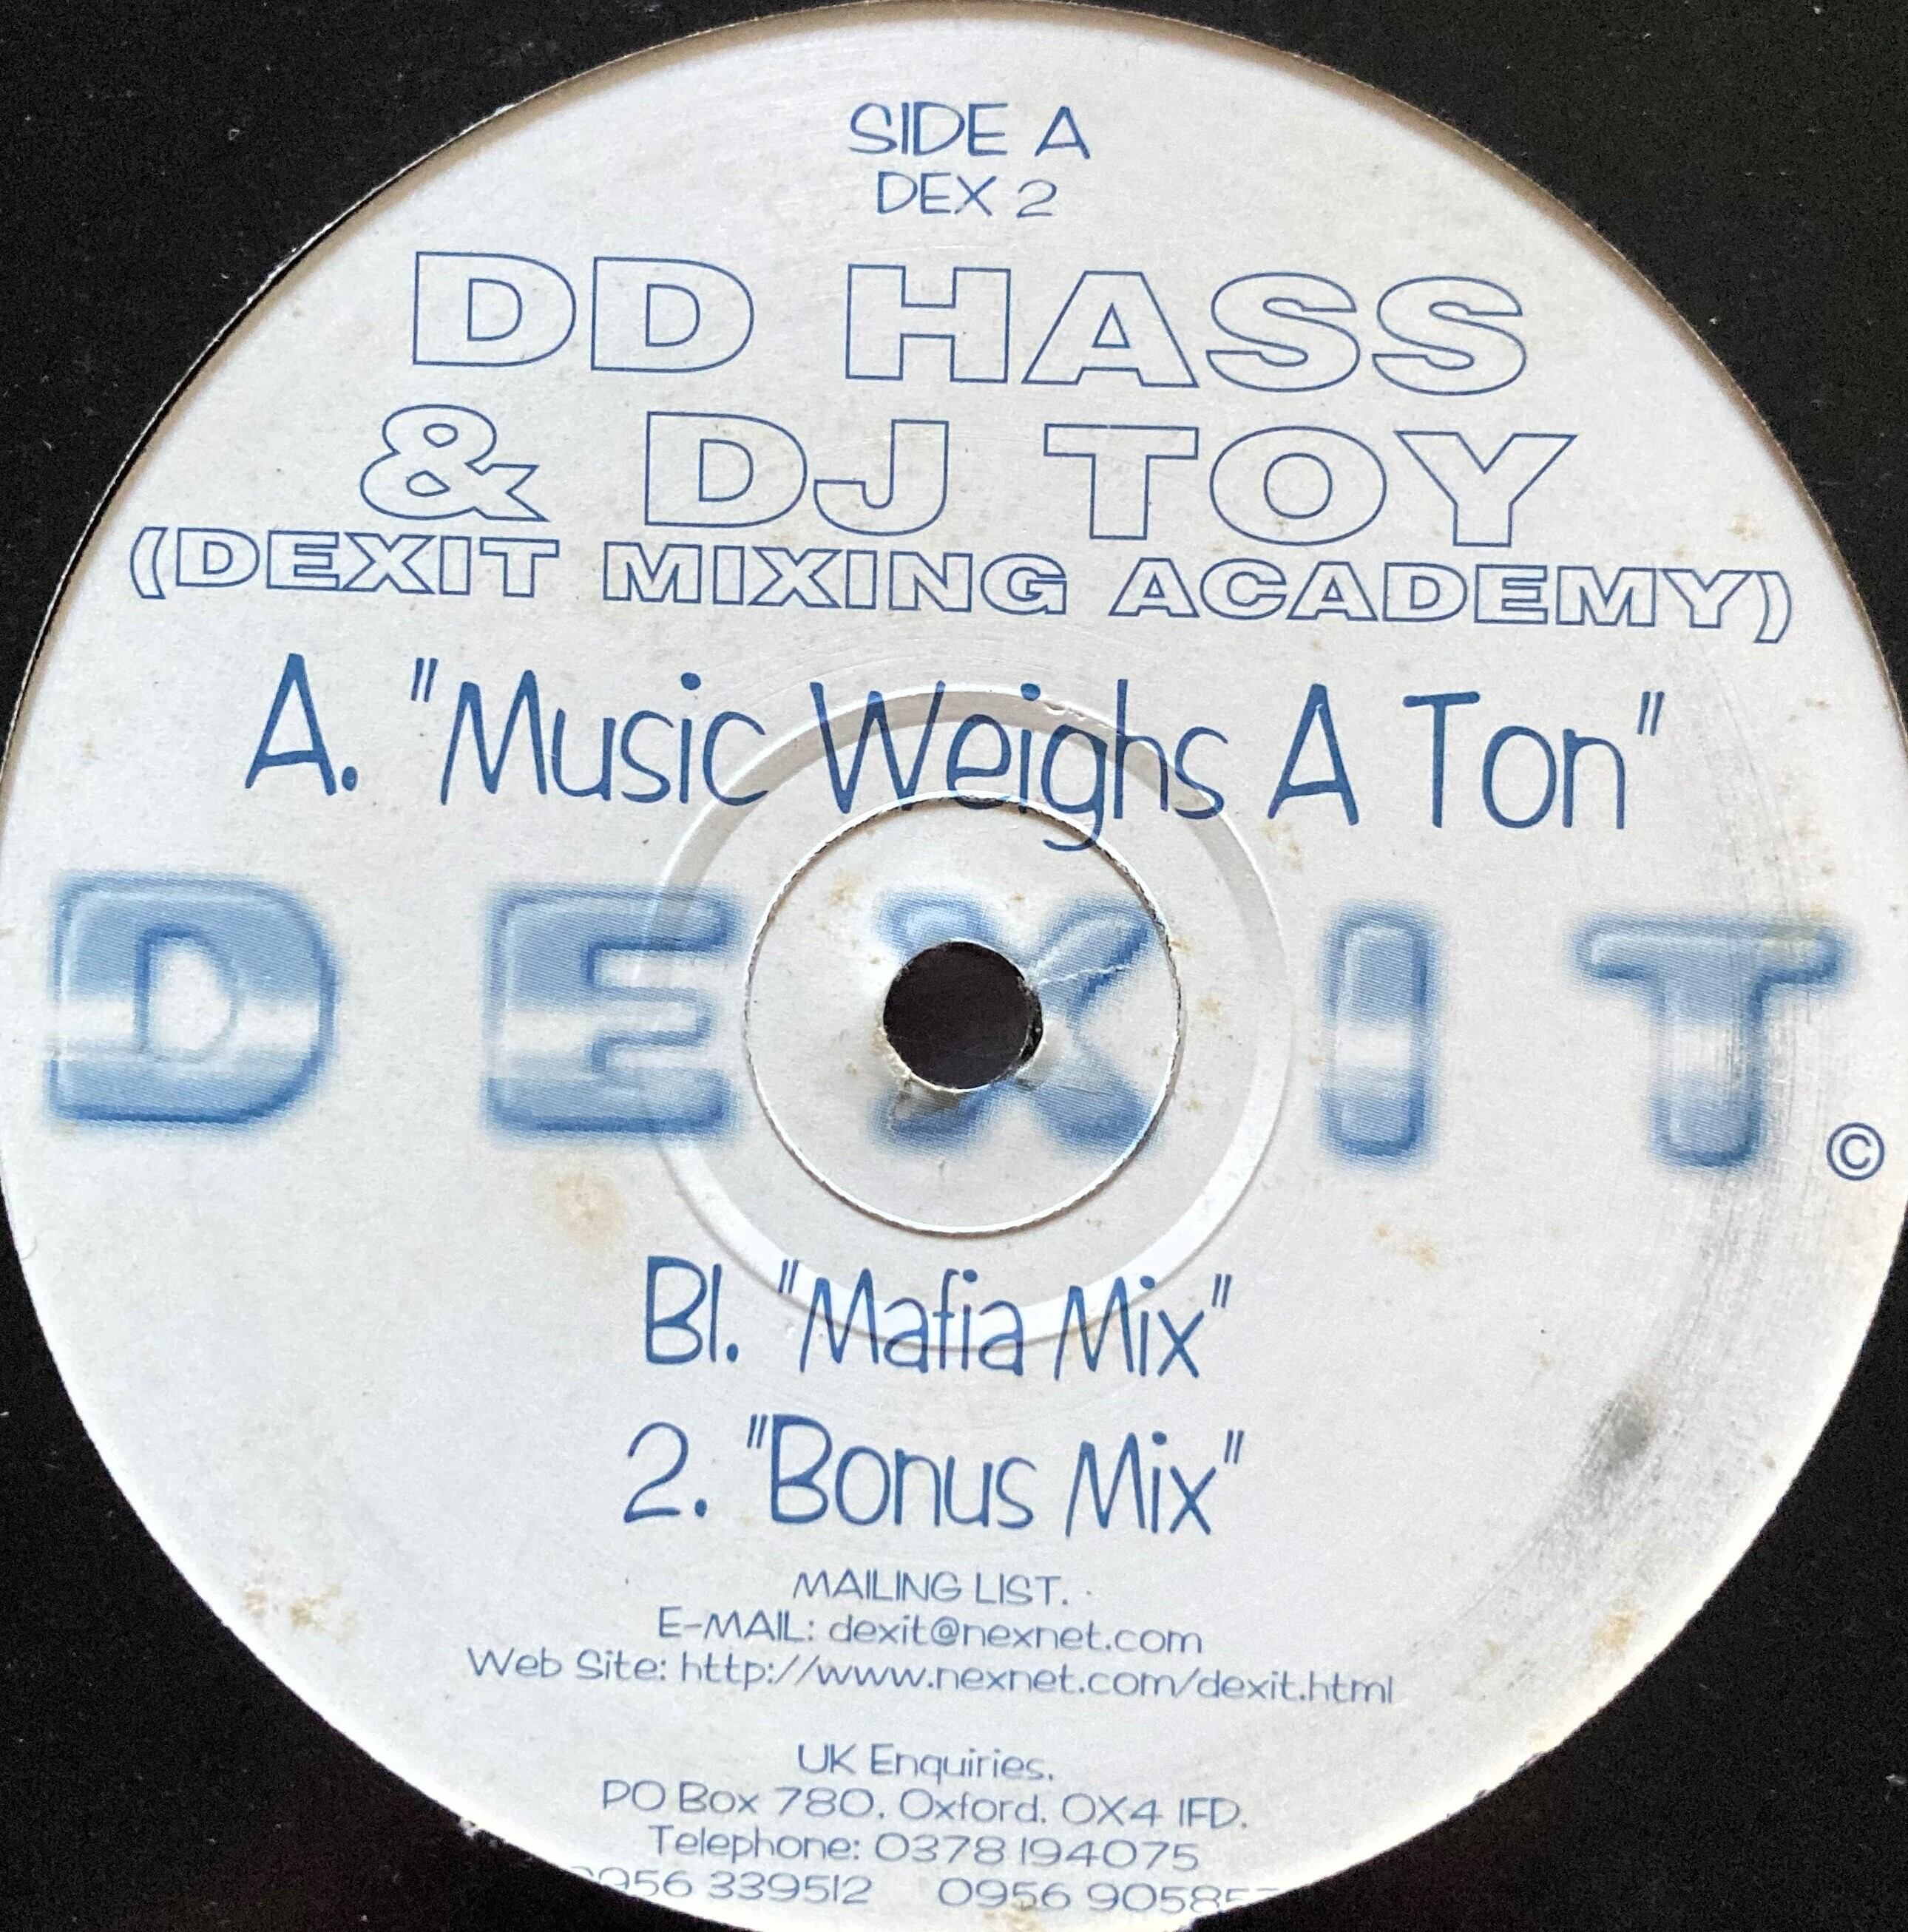 SIDE A
DEX 2
DD HASS
& DJ TOY
(DEXIT MIXING ACADEMY)
A. "Music Weighs A Ton"
DEXIT ©
B1. "Mafia Mix"
2. "Bonus Mix"
MAILING LIST.
E-MAIL: dexit@nexnet.com
Web Site: http://www.nexnet.com/dexit.html
UK Enquiries.
PO Box 780. Oxford. OX4 1FD.
Telephone: 0378 194075
339512 0956